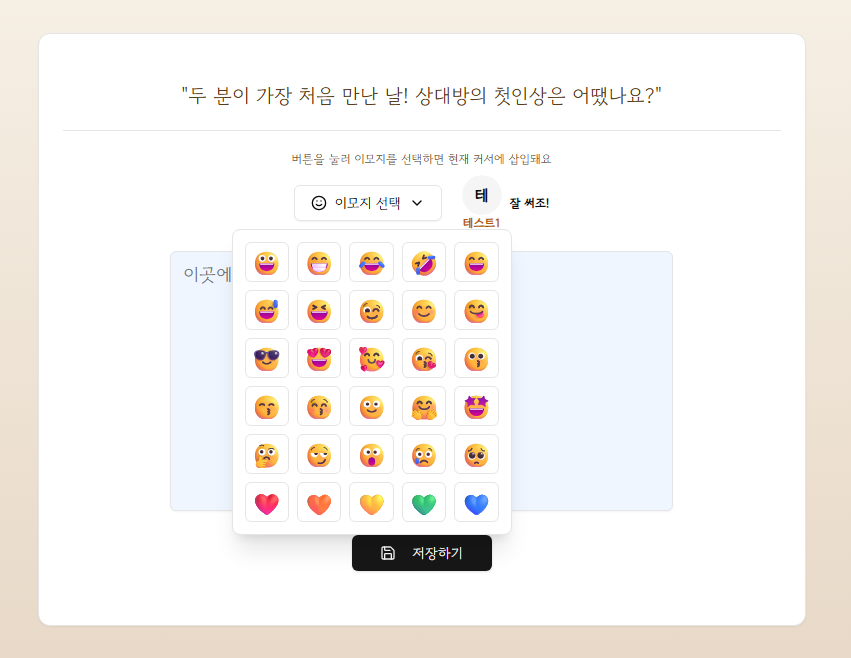 "두 분이 가장 처음 만난 날! 상대방의 첫인상은 어땠나요?"
버튼을 눌러 이모지를 선택하면 현재 커서에 삽입돼요
이모지 선택
테
잘 써조!
테스트1
이곳에
저장하기